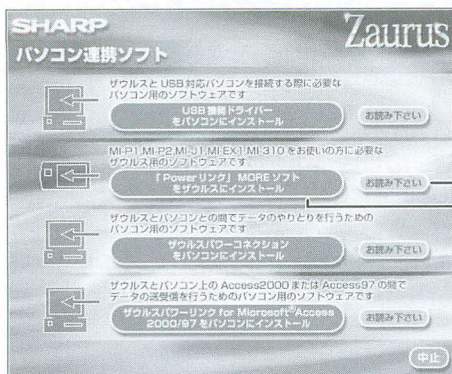 SHARP
Zaurus
パソコン連携ソフト
ザウルスと USB 対応パソコンを接続する際に必要な
パソコン用のソフトウェアです
USB 接続ドライバー
をパソコンにインストール
お読み下さい
MI-P1,MI-P2,MI-J1,MI-EX1,MI-310 をお使いの方に必要な
ザウルス用のソフトウェアです
「Powerリンク」MOREソフト
をザウルスにインストール
お読み下さい
ザウルスとパソコンとの間でデータのやりとりを行うための
パソコン用のソフトウェアです
ザウルスパワーコネクション
をパソコンにインストール
お読み下さい
ザウルスとパソコン上の Access2000 または Access97 の間で
データの送受信を行うためのパソコン用のソフトウェアです
ザウルスパワーリンク for Microsoft®Access
2000/97 をパソコンにインストール
お読み下さい
中止